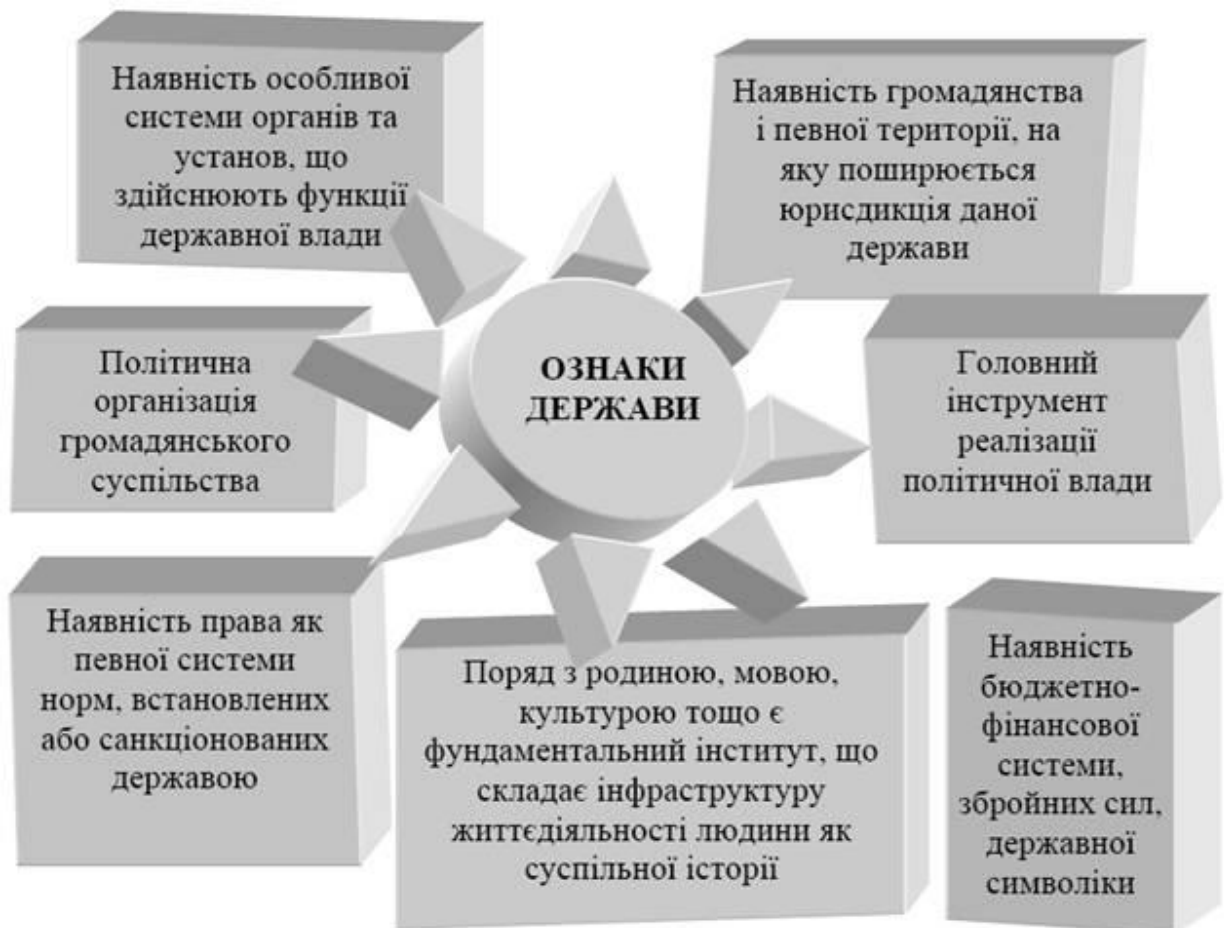 Наявність особливої
системи органів та
установ, що
здійснюють функції
державної влади
Наявність громадянства
і певної території, на
яку поширюється
юрисдикція даної
держави
Політична
організація
громадянського
суспільства
ОЗНАКИ
ДЕРЖАВИ
Головний
інструмент
реалізації
політичної влади
Наявність права як
певної системи
норм, встановлених
або санкціонованих
державою
Поряд з родиною, мовою,
культурою тощо є
фундаментальний інститут, що
складає інфраструктуру
життєдіяльності людини як
суспільної історії
Наявність
бюджетно-
фінансової
системи,
збройних сил,
державної
символіки